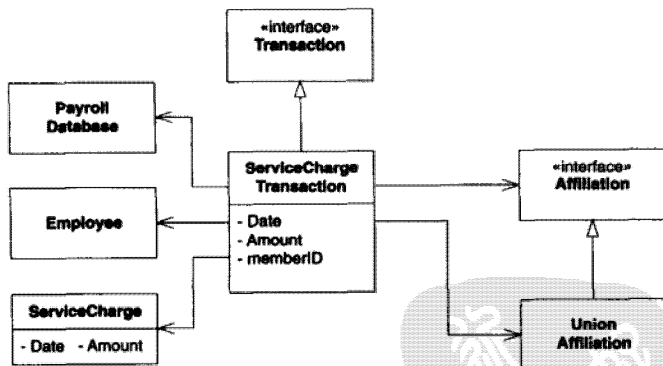 «interface»
Transaction
Payroll
Database
ServiceCharge
Transaction
- Date
- Amount
- memberID
«interface»
Affiliation
Employee
ServiceCharge
- Date - Amount
Union
Affiliation